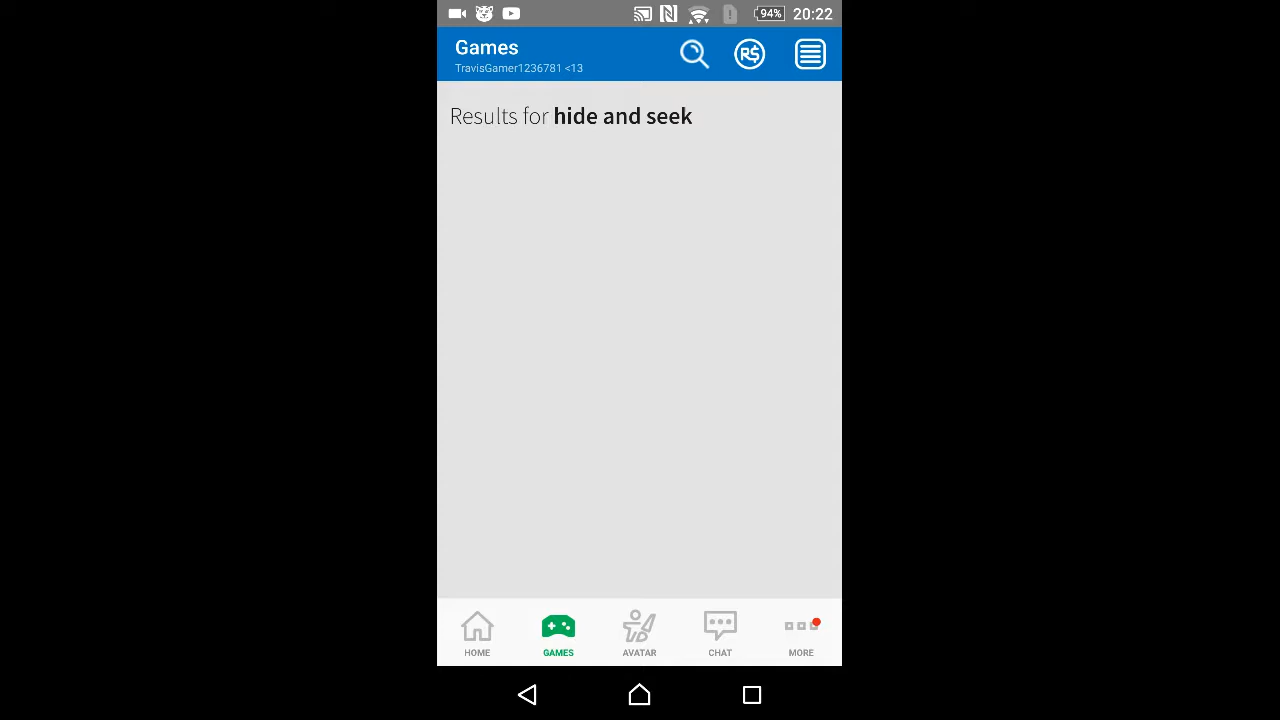 94% 20:22
Games
TravisGamer1236781 <13
R$
Results for hide and seek
HOME GAMES AVATAR CHAT MORE